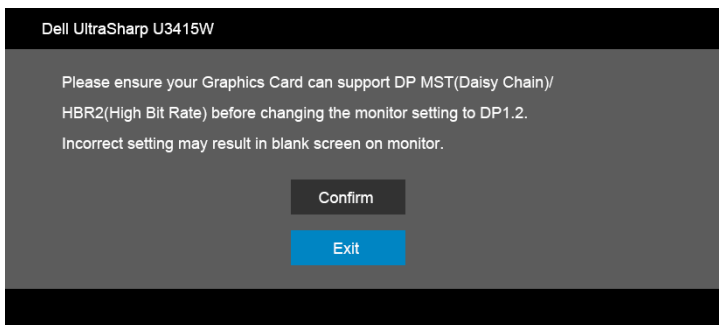 Dell UltraSharp U3415W
Please ensure your Graphics Card can support DP MST(Daisy Chain)/
HBR2(High Bit Rate) before changing the monitor setting to DP1.2.
Incorrect setting may result in blank screen on monitor.
Confirm
Exit